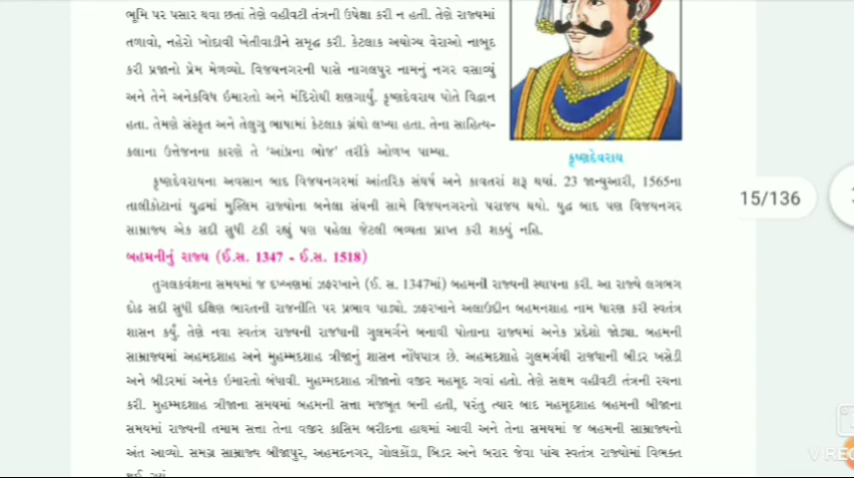 ભૂમિ પર પસાર થવા છતાં તેણે વહીવટી તંત્રની ઉપેક્ષા કરી ન હતી. તેણે રાજ્યમાં
તળાવો, નહેરો ખોદાવી ખેતીવાડીને સમૃદ્ધ કરી. કેટલાક અયોગ્ય વેરાઓ નાબૂદ
કરી પ્રજાનો પ્રેમ મેળવ્યો. વિજયનગરની પાસે નાગલપુર નામનું નગર વસાવ્યું
અને તેને અનેકવિધ ઇમારતો અને મંદિરોથી શણગાર્યું. કૃષ્ણદેવરાય પોતે વિદ્વાન
હતા. તેમણે સંસ્કૃત અને તેલુગુ ભાષામાં કેટલાક ગ્રંથો લખ્યા હતા. તેના સાહિત્ય-
કલાના ઉત્તેજનના કારણે તે 'આંધ્રના ભોજ' તરીકે ઓળખ પામ્યા.
કૃષ્ણદેવરાય
કૃષ્ણદેવરાયના અવસાન બાદ વિજયનગરમાં આંતરિક સંઘર્ષ અને કાવતરાં શરૂ થયાં. 23 જાન્યુઆરી, 1565ના
તાલીકોટાનાં યુદ્ધમાં મુસ્લિમ રાજ્યોના બનેલા સંઘની સામે વિજયનગરનો પરાજય થયો. યુદ્ધ બાદ પણ વિજયનગર
સામ્રાજ્ય એક સદી સુધી ટકી રહ્યું પણ પહેલા જેટલી ભવ્યતા પ્રાપ્ત કરી શક્યું નહિ.
15/136
બહમનીનું રાજ્ય (ઈ.સ. 1347 - ઈ.સ. 1518)
તુગલકવંશના સમયમાં જ દખ્ખણમાં ઝફરખાને (ઈ. સ. 1347માં) બહમની રાજ્યની સ્થાપના કરી. આ રાજ્યે લગભગ
દોઢ સદી સુધી દક્ષિણ ભારતની રાજનીતિ પર પ્રભાવ પાડ્યો. ઝફરખાને અલાઉદ્દીન બહમનશાહ નામ ધારણ કરી સ્વતંત્ર
શાસન કર્યું. તેણે નવા સ્વતંત્ર રાજ્યની રાજધાની ગુલમર્ગને બનાવી પોતાના રાજ્યમાં અનેક પ્રદેશો જોડ્યા. બહમની
સામ્રાજ્યમાં અહમદશાહ અને મુહમ્મદશાહ ત્રીજાનું શાસન નોંધપાત્ર છે. અહમદશાહે ગુલમર્ગથી રાજધાની બીડર ખસેડી
અને બીડરમાં અનેક ઇમારતો બંધાવી. મુહમ્મદશાહ ત્રીજાનો વજીર મહમૂદ ગવાં હતો. તેણે સક્ષમ વહીવટી તંત્રની રચના
કરી. મુહમ્મદશાહ ત્રીજાના સમયમાં બહમની સત્તા મજબૂત બની હતી, પરંતુ ત્યાર બાદ મહમૂદશાહ બહમની બીજાના
સમયમાં રાજ્યની તમામ સત્તા તેના વજીર કાસિમ બરીદના હાથમાં આવી અને તેના સમયમાં જ બહમની સામ્રાજ્યનો
અંત આવ્યો. સમગ્ર સામ્રાજ્ય બીજાપુર, અહમદનગર, ગોલકોંડા, બિડર અને બરાર જેવા પાંચ સ્વતંત્ર રાજ્યોમાં વિભક્ત